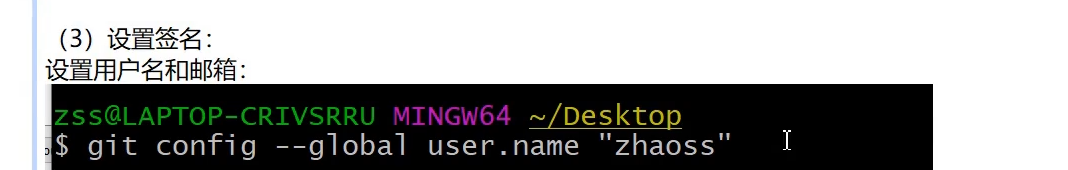 （3）设置签名：
设置用户名和邮箱：
zss@LAPTOP-CRIVSRRU MINGW64 ~/Desktop
$ git config --global user.name "zhaoss"